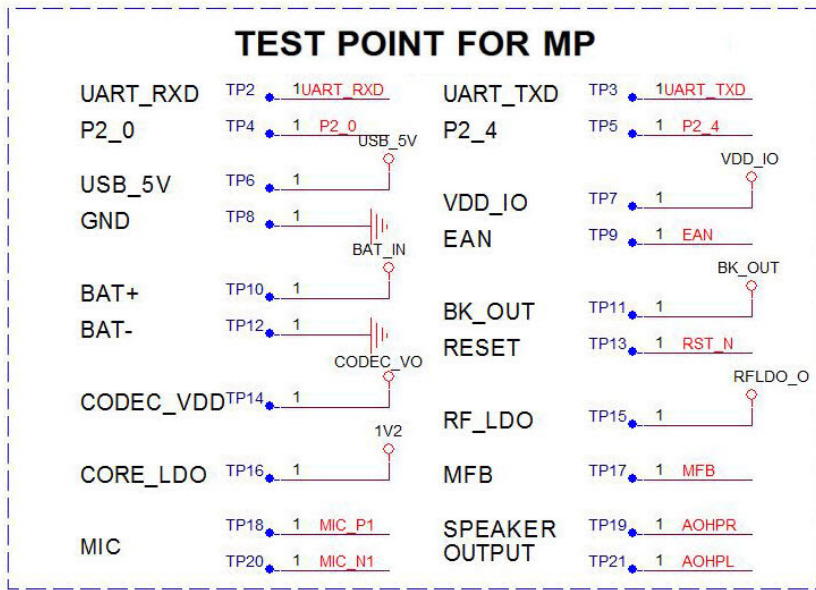 TEST POINT FOR MP
UART_RXD TP2 1 UART_RXD UART_TXD TP3 1 UART_TXD
P2_0 TP4 1 P2_0 P2_4 TP5 1 P2_4
USB_5V VDD_IO
USB_5V TP6 1 VDD_IO TP7 1
GND TP8 1 EAN TP9 1 EAN
BAT_IN BK_OUT
BAT+ TP10 1 BK_OUT TP11 1
BAT- TP12 1 RESET TP13 1 RST_N
CODEC_VO RFLDO_O
CODEC_VDD TP14 1 RF_LDO TP15 1
1V2
CORE_LDO TP16 1 MFB TP17 1 MFB
MIC TP18 1 MIC_P1 SPEAKER TP19 1 AOHPR
TP20 1 MIC_N1 OUTPUT TP21 1 AOHPL